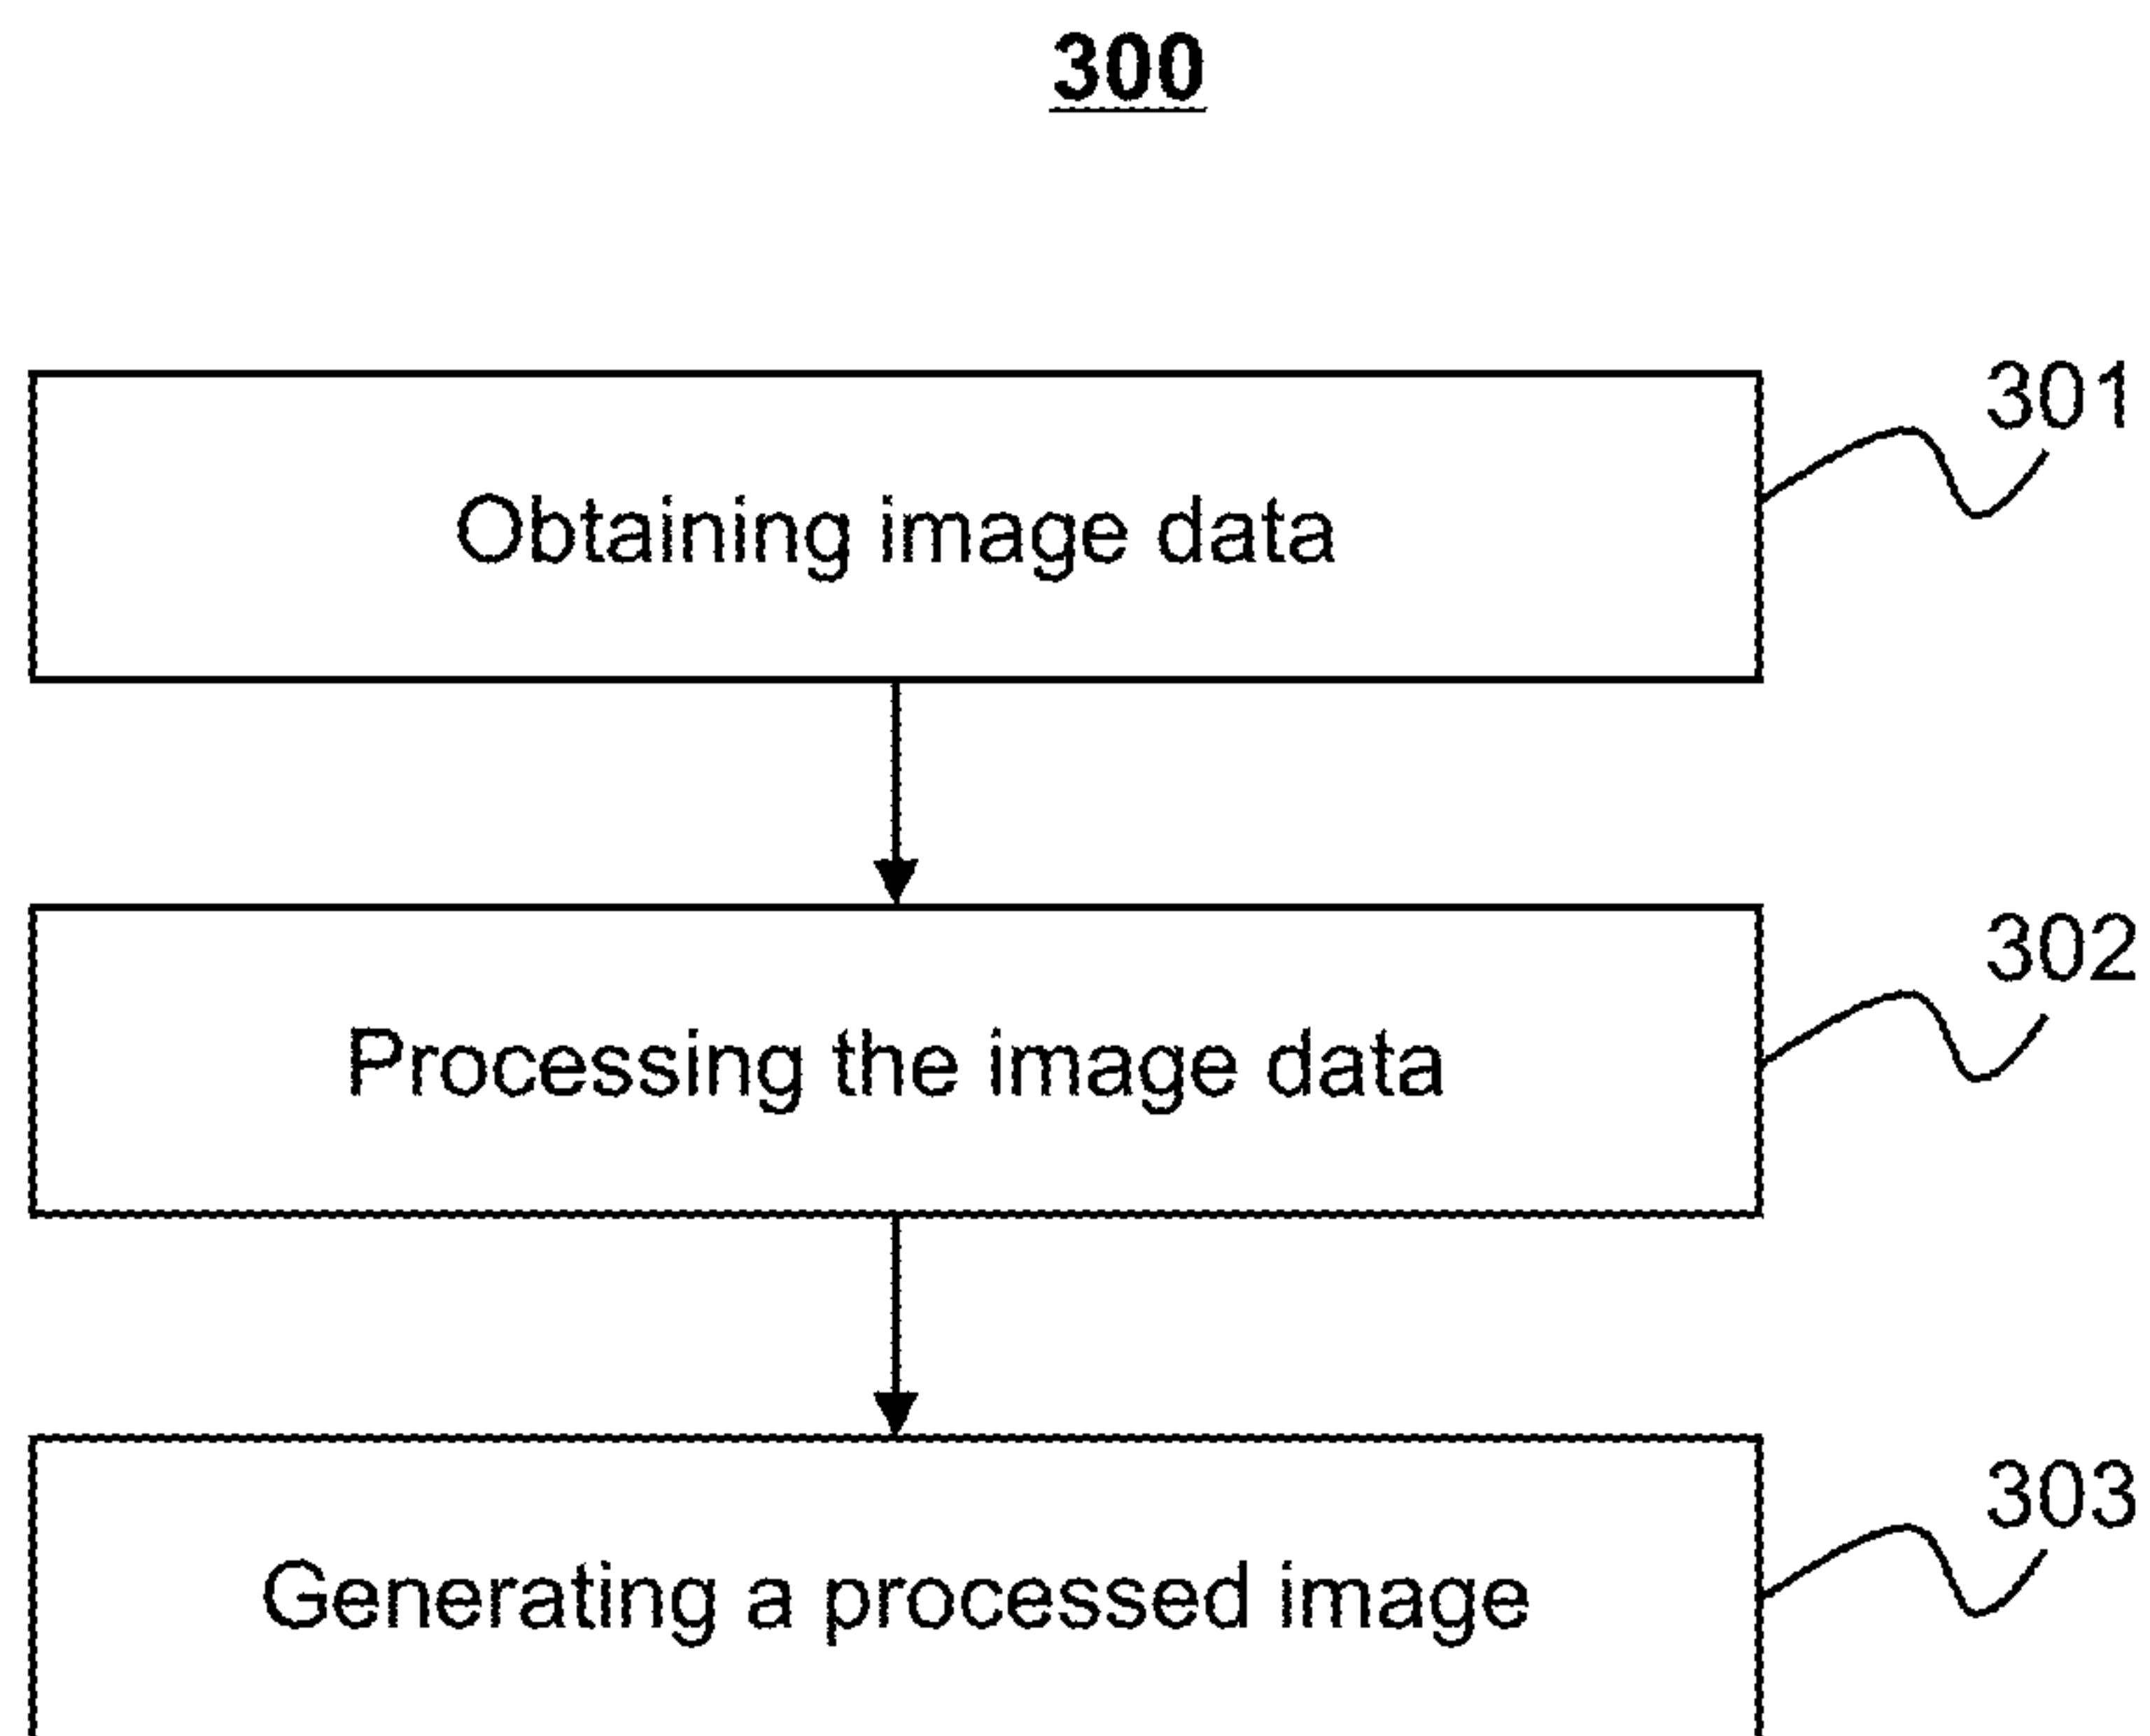 300
301
Obtaining image data
302
Processing the image data
303
Generating a processed image